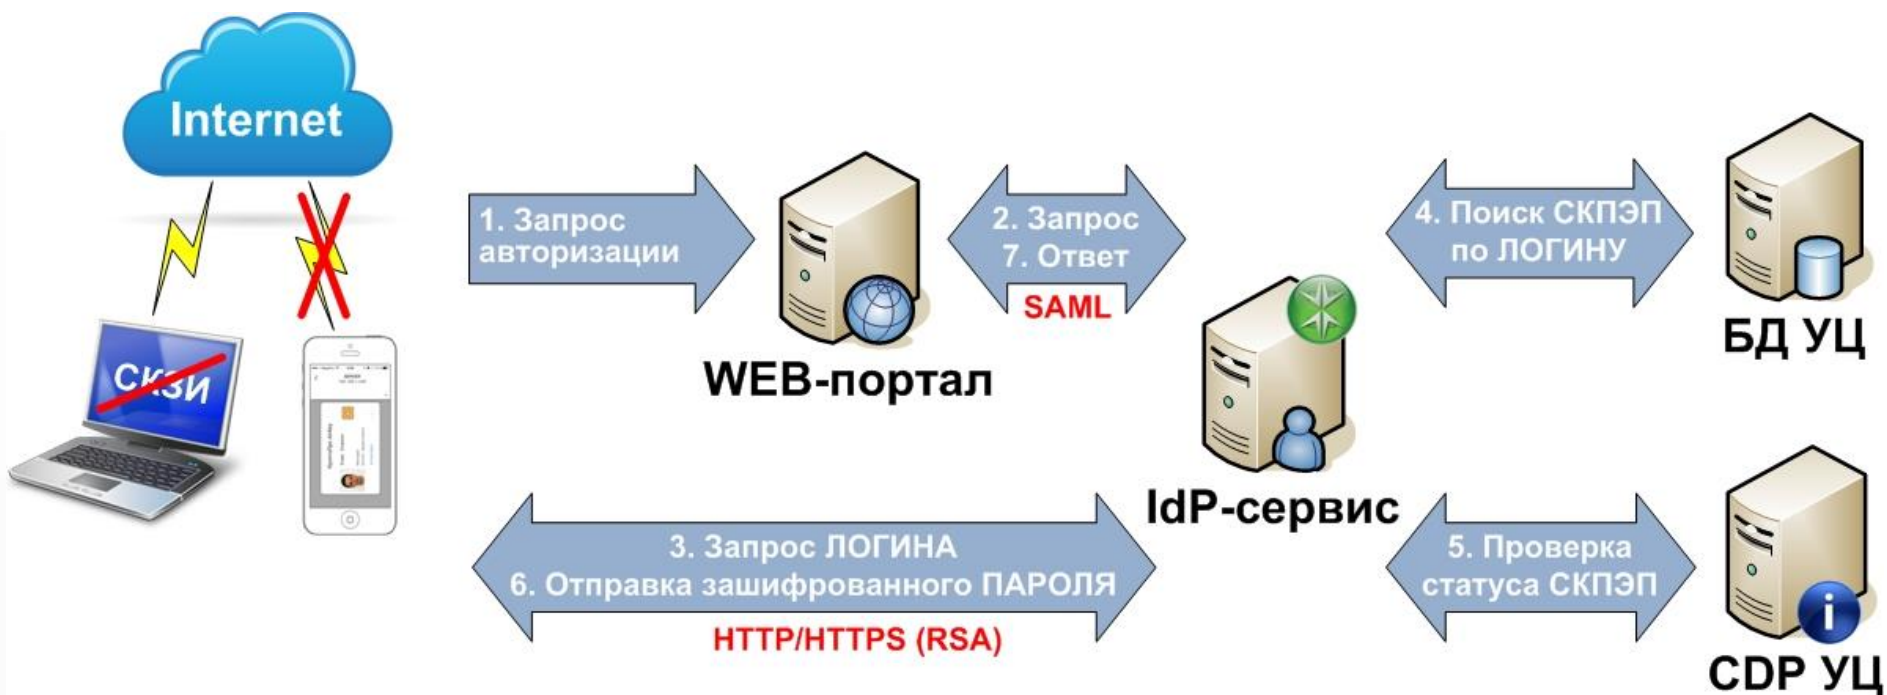 Internet
СКЗИ
1. Запрос
авторизации
WEB-портал
2. Запрос
7. Ответ
SAML
IdP-сервис
4. Поиск СКПЭП
по ЛОГИНУ
БД УЦ
3. Запрос ЛОГИНА
6. Отправка зашифрованного ПАРОЛЯ
HTTP/HTTPS (RSA)
5. Проверка
статуса СКПЭП
i
CDP УЦ